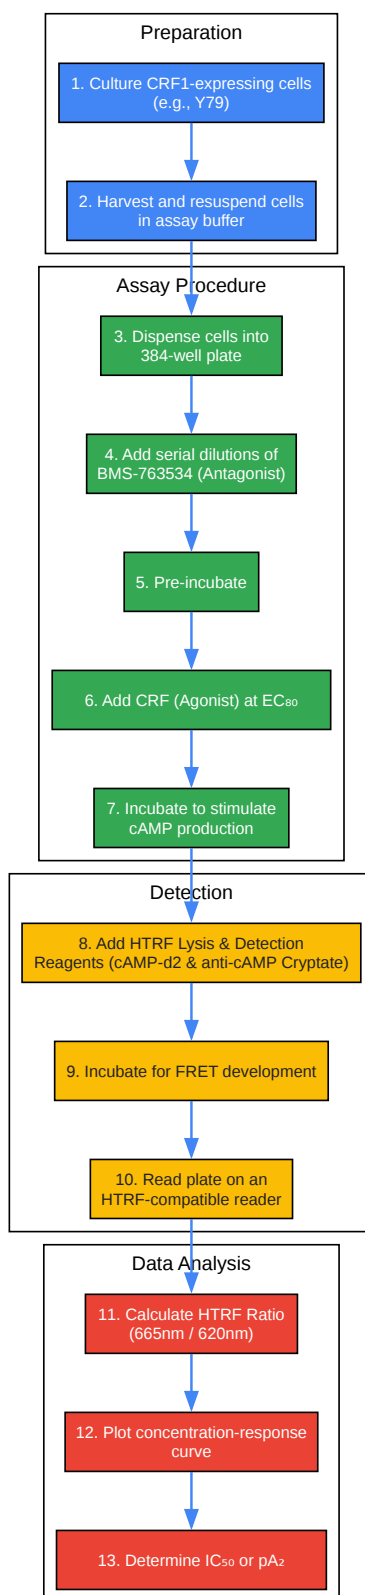 Preparation
1. Culture CRF1-expressing cells
(e.g., Y79)
2. Harvest and resuspend cells
in assay buffer
Assay Procedure
3. Dispense cells into
384-well plate
4. Add serial dilutions of
BMS-763534 (Antagonist)
5. Pre-incubate
6. Add CRF (Agonist) at EC₈₀
7. Incubate to stimulate
cAMP production
Detection
8. Add HTRF Lysis & Detection
Reagents (cAMP-d2 & anti-cAMP Cryptate)
9. Incubate for FRET development
10. Read plate on an
HTRF-compatible reader
Data Analysis
11. Calculate HTRF Ratio
(665nm / 620nm)
12. Plot concentration-response
curve
13. Determine IC₅₀ or pA₂